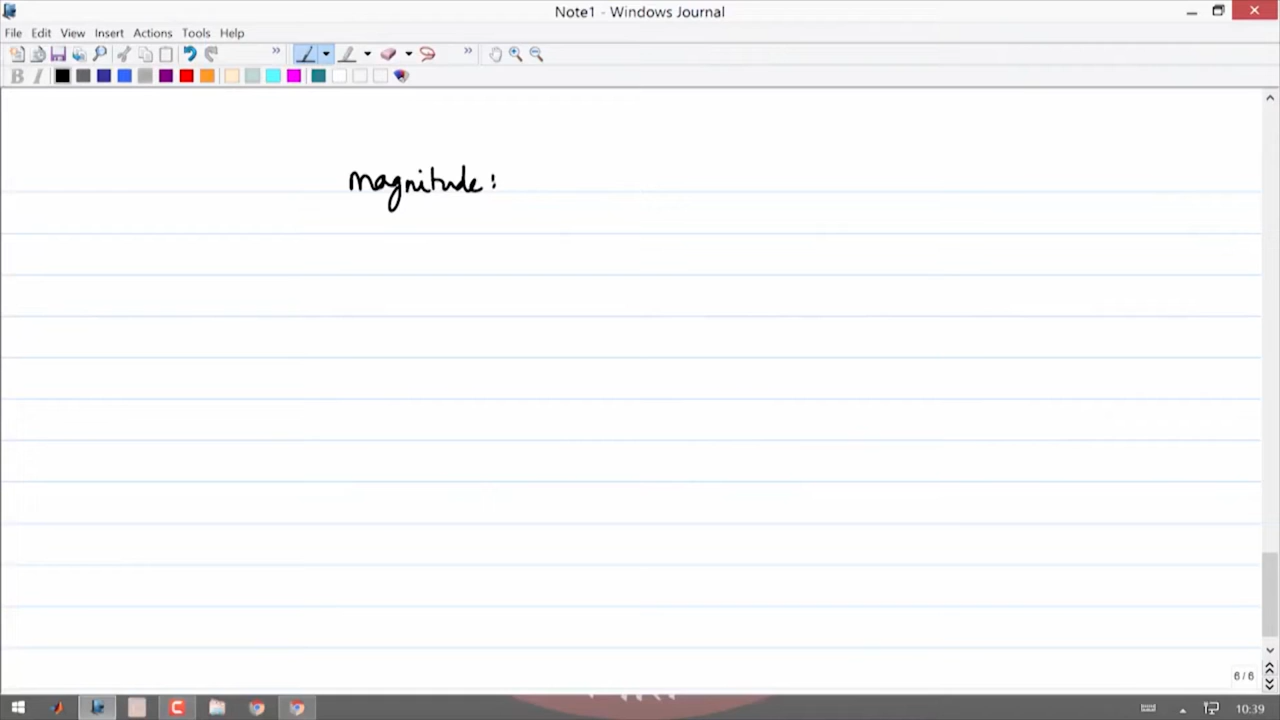 Note1 - Windows Journal
File Edit View Insert Actions Tools Help
» »
B I
magnitude:
6 / 6
10:39